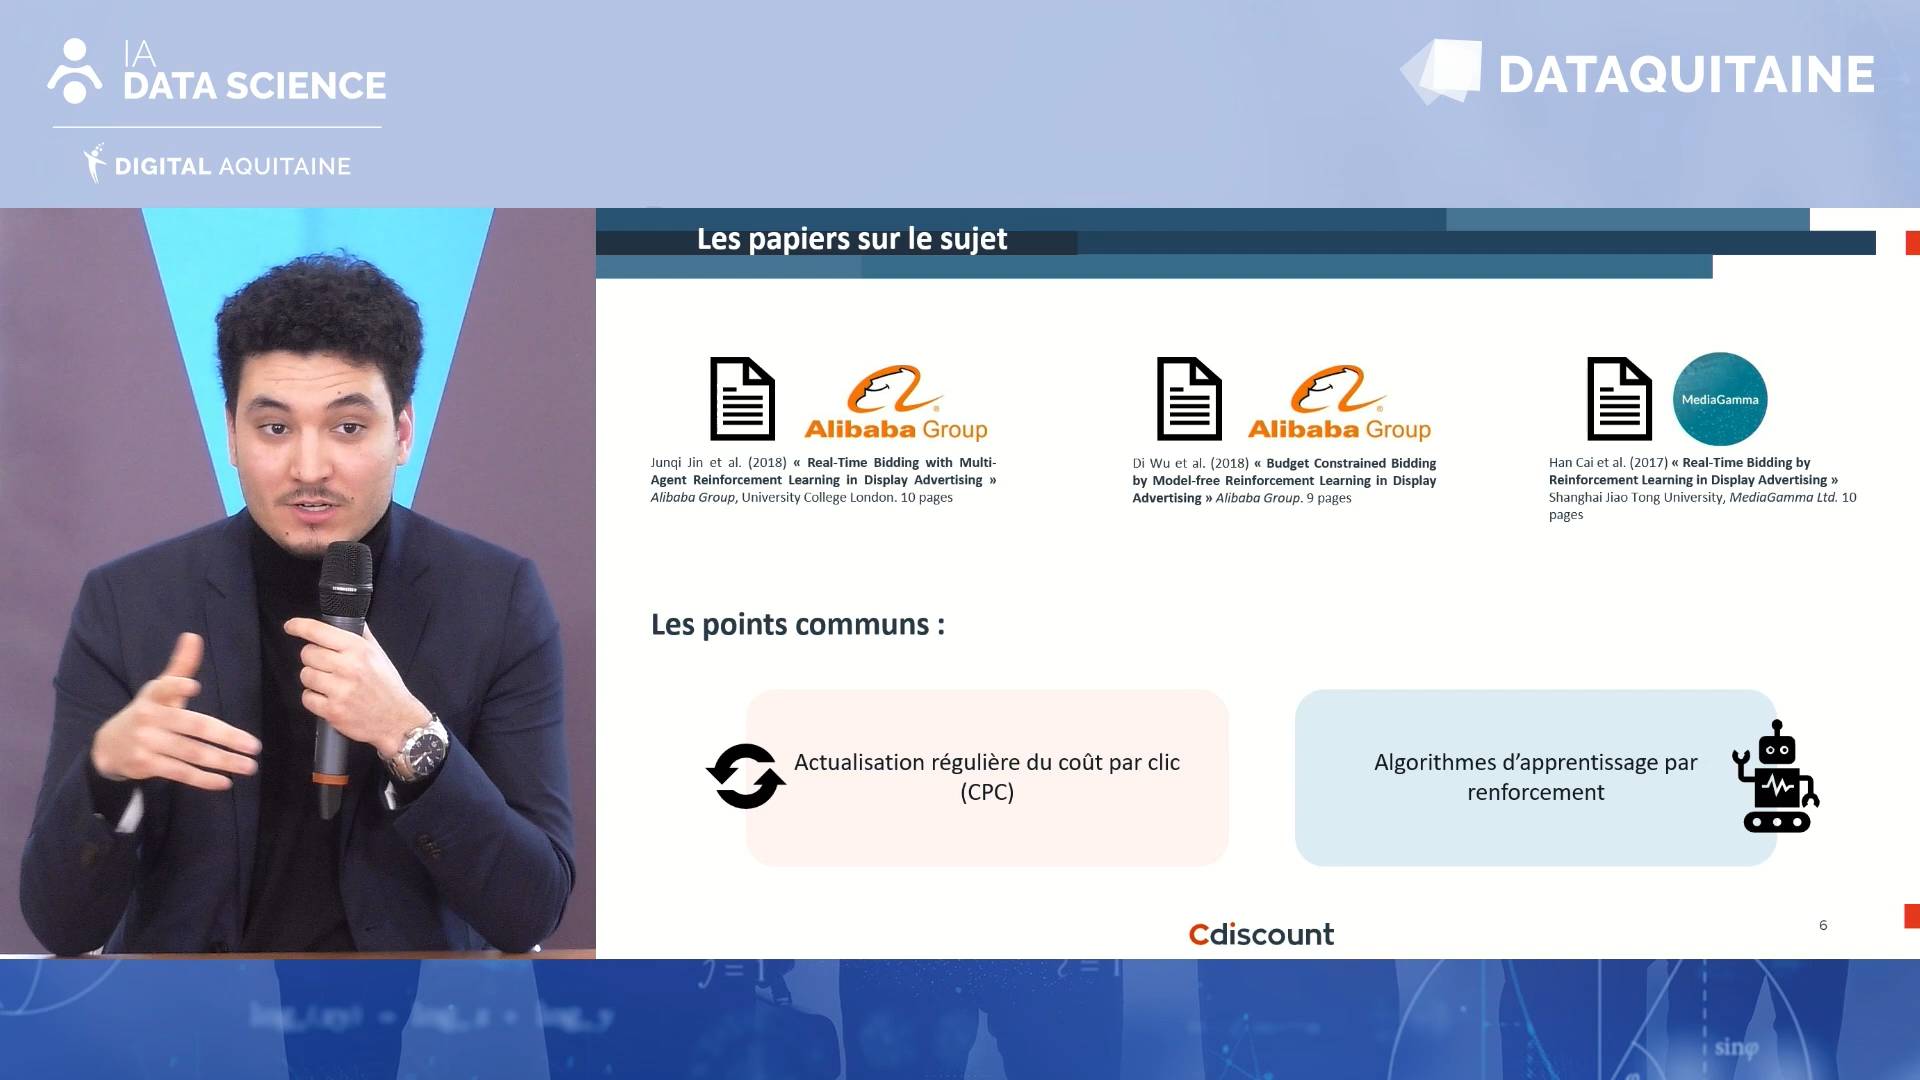 IA
DATA SCIENCE
DIGITAL AQUITAINE
DATAQUITAINE
Les papiers sur le sujet
Alibaba Group
Junqi Jin et al. (2018) « Real-Time Bidding with Multi-
Agent Reinforcement Learning in Display Advertising »
Alibaba Group, University College London. 10 pages
Alibaba Group
Di Wu et al. (2018) « Budget Constrained Bidding
by Model-free Reinforcement Learning in Display
Advertising » Alibaba Group. 9 pages
MediaGamma
Han Cai et al. (2017) « Real-Time Bidding by
Reinforcement Learning in Display Advertising »
Shanghai Jiao Tong University, MediaGamma Ltd. 10
pages
Les points communs :
Actualisation régulière du coût par clic
(CPC)
Algorithmes d’apprentissage par
renforcement
Cdiscount
6
sinφ